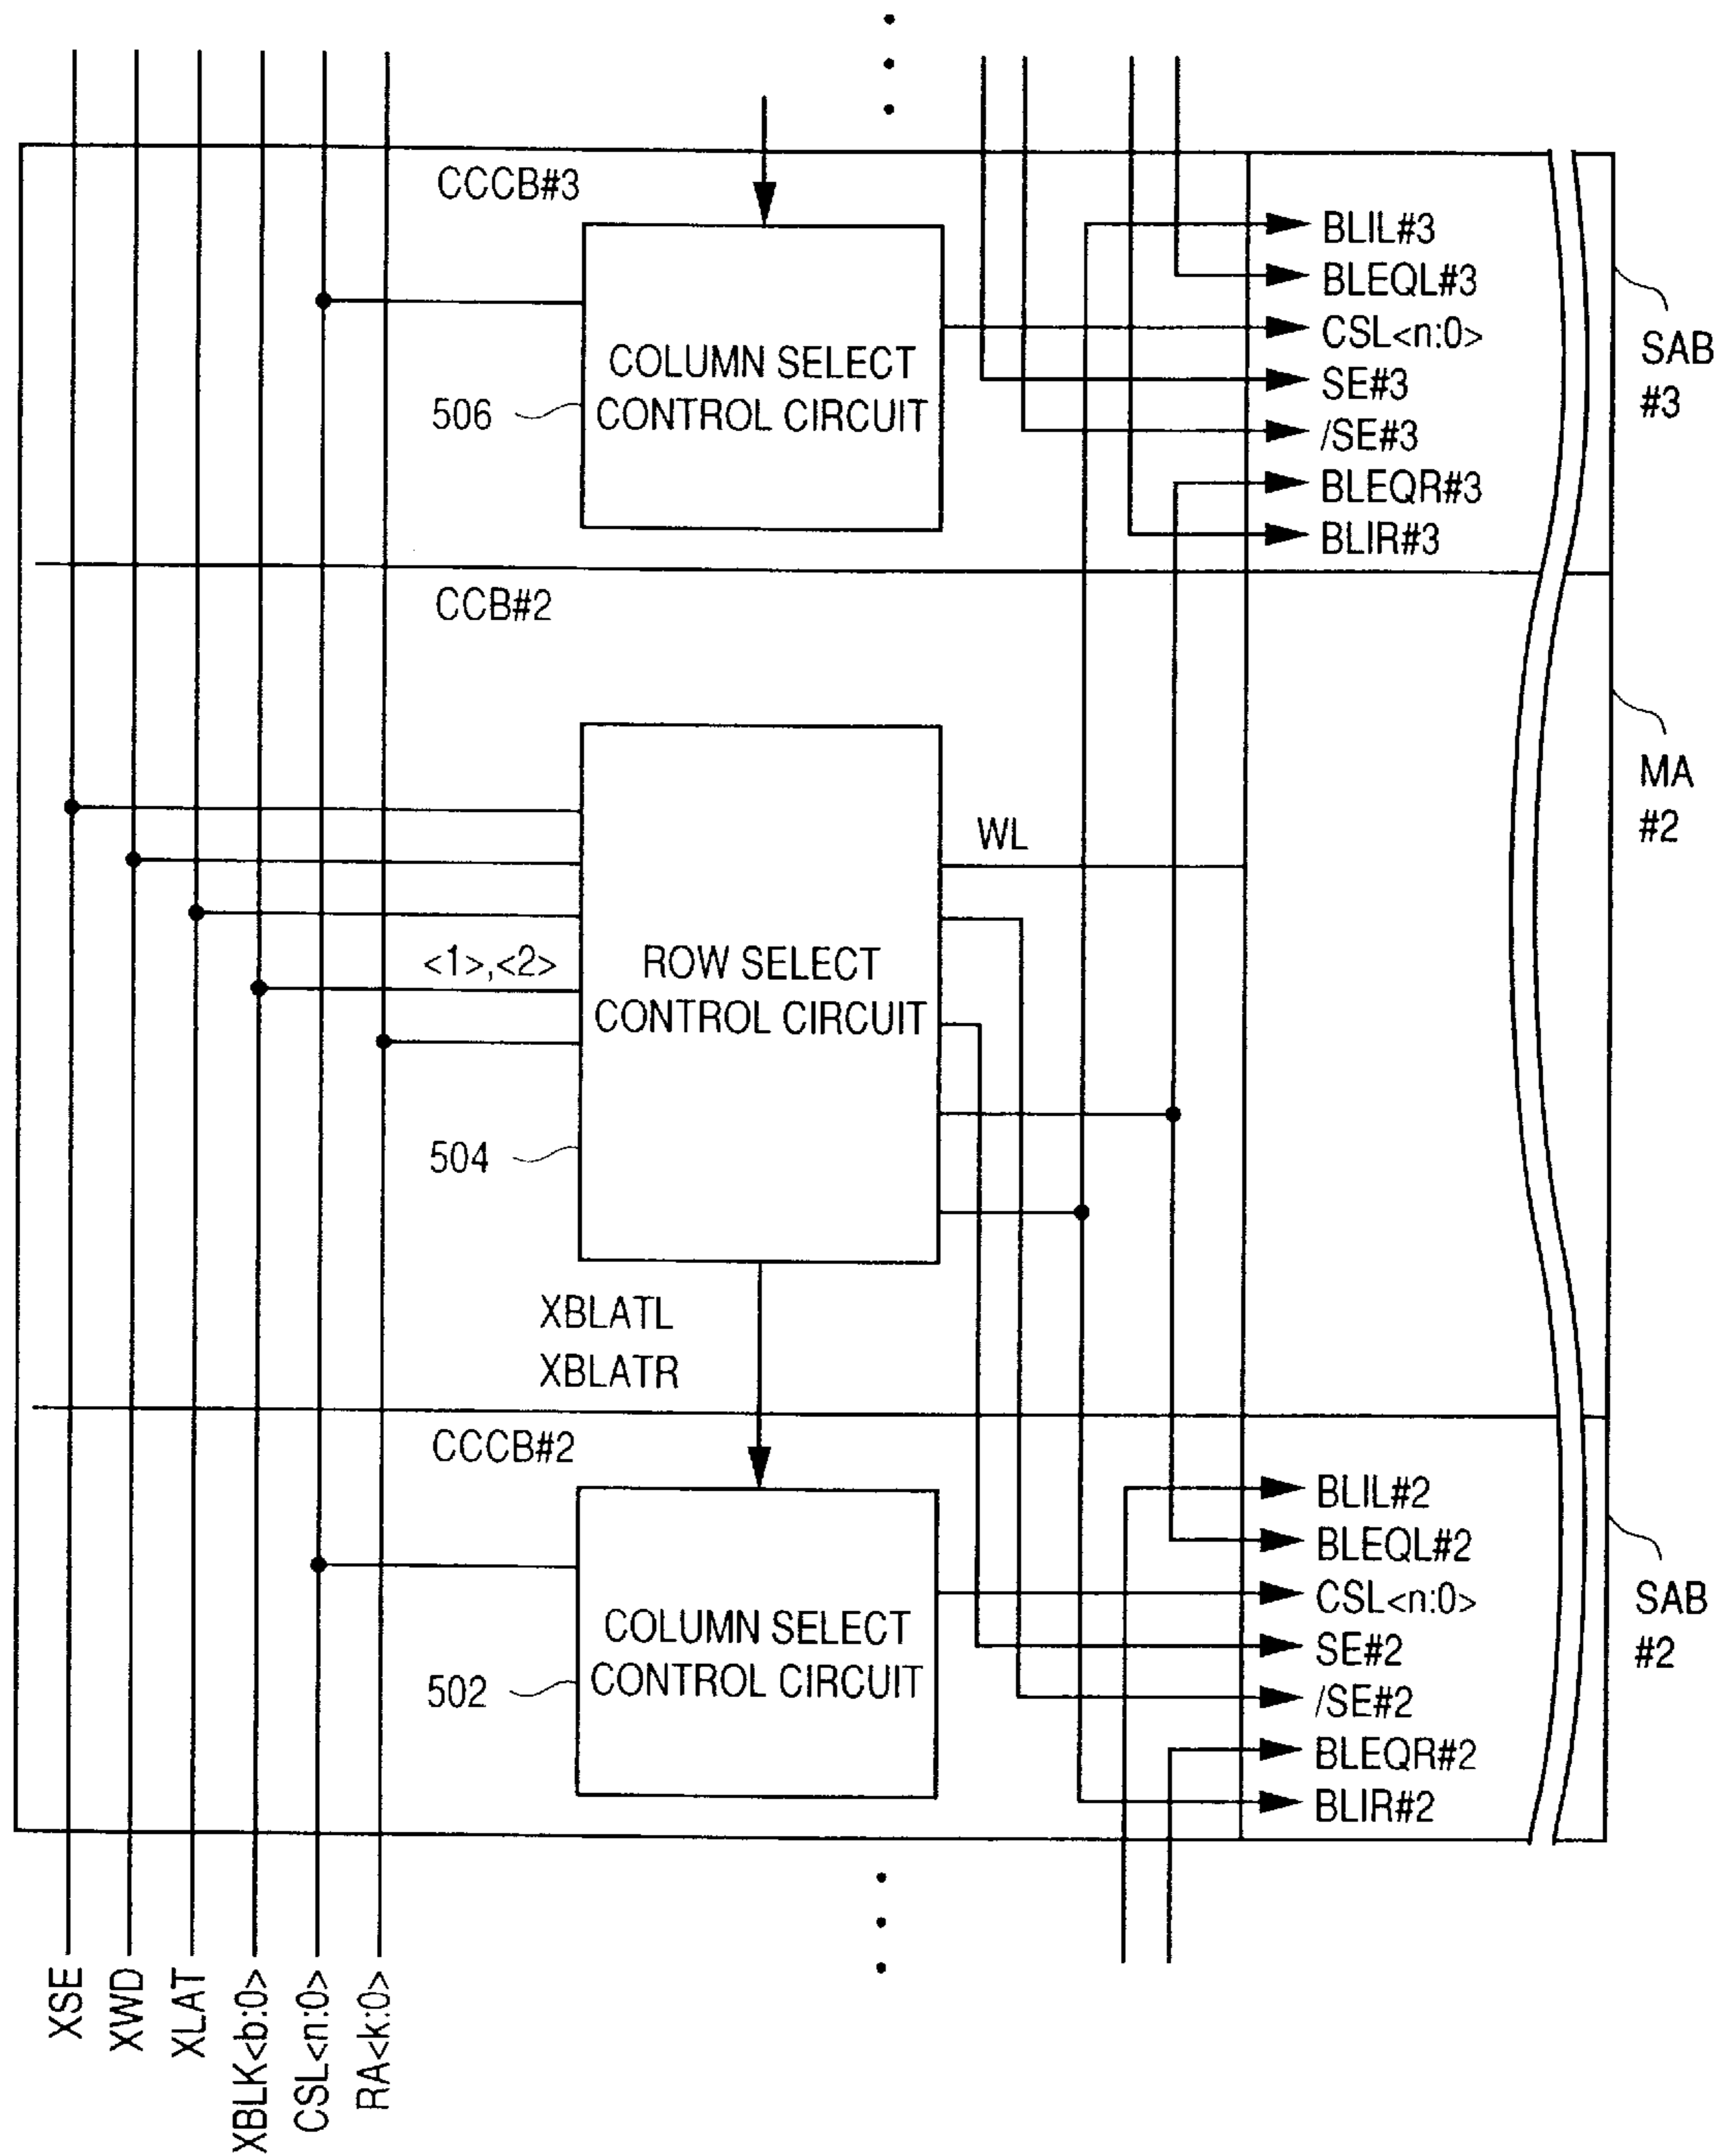 CCCB#3
COLUMN SELECT
CONTROL CIRCUIT
506
BLIL#3
BLEQL#3
CSL<n:0>
SE#3
/SE#3
BLEQR#3
BLIR#3
SAB
#3
CCB#2
ROW SELECT
CONTROL CIRCUIT
<1>,<2>
504
WL
MA
#2
XBLATL
XBLATR
CCCB#2
COLUMN SELECT
CONTROL CIRCUIT
502
BLIL#2
BLEQL#2
CSL<n:0>
SE#2
/SE#2
BLEQR#2
BLIR#2
SAB
#2
XSE
XWD
XLAT
XBLK<b:0>
CSL<n:0>
RA<k:0>